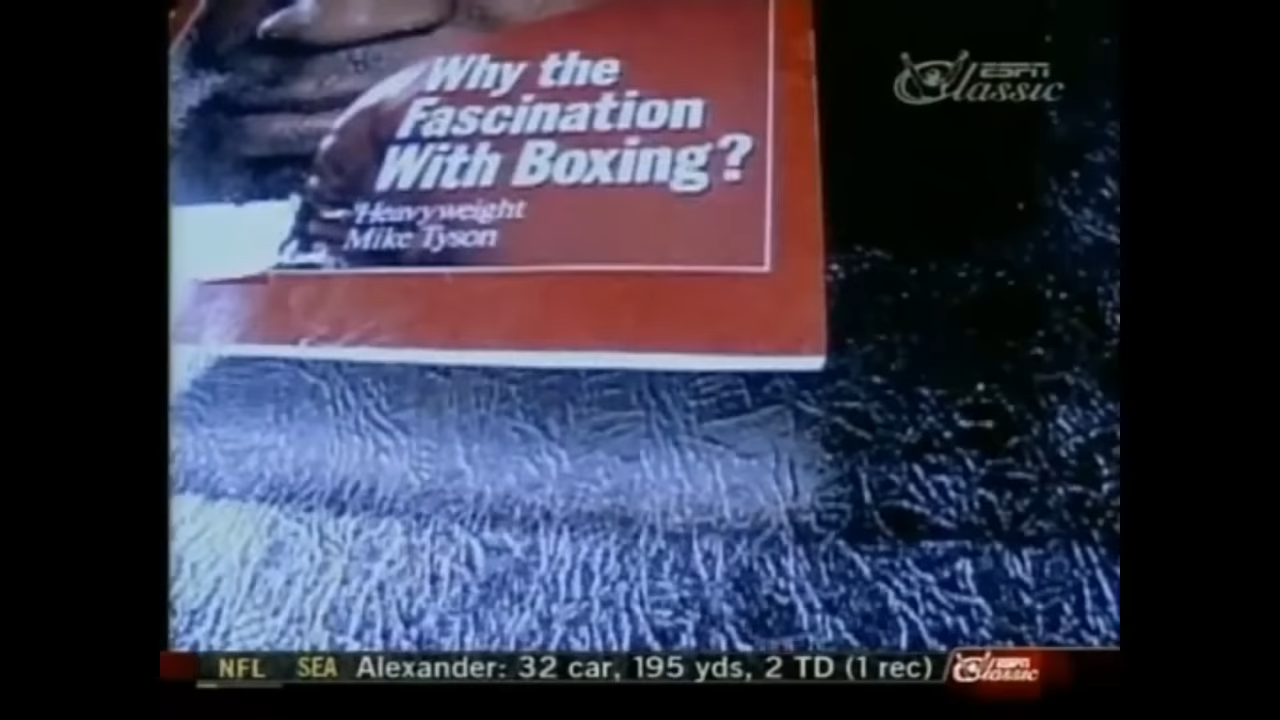 Why the
Fascination
With Boxing?
Heavyweight
Mike Tyson
ESPN
Classic
NFL SEA Alexander: 32 car, 195 yds, 2 TD (1 rec)
ESPN
Classic